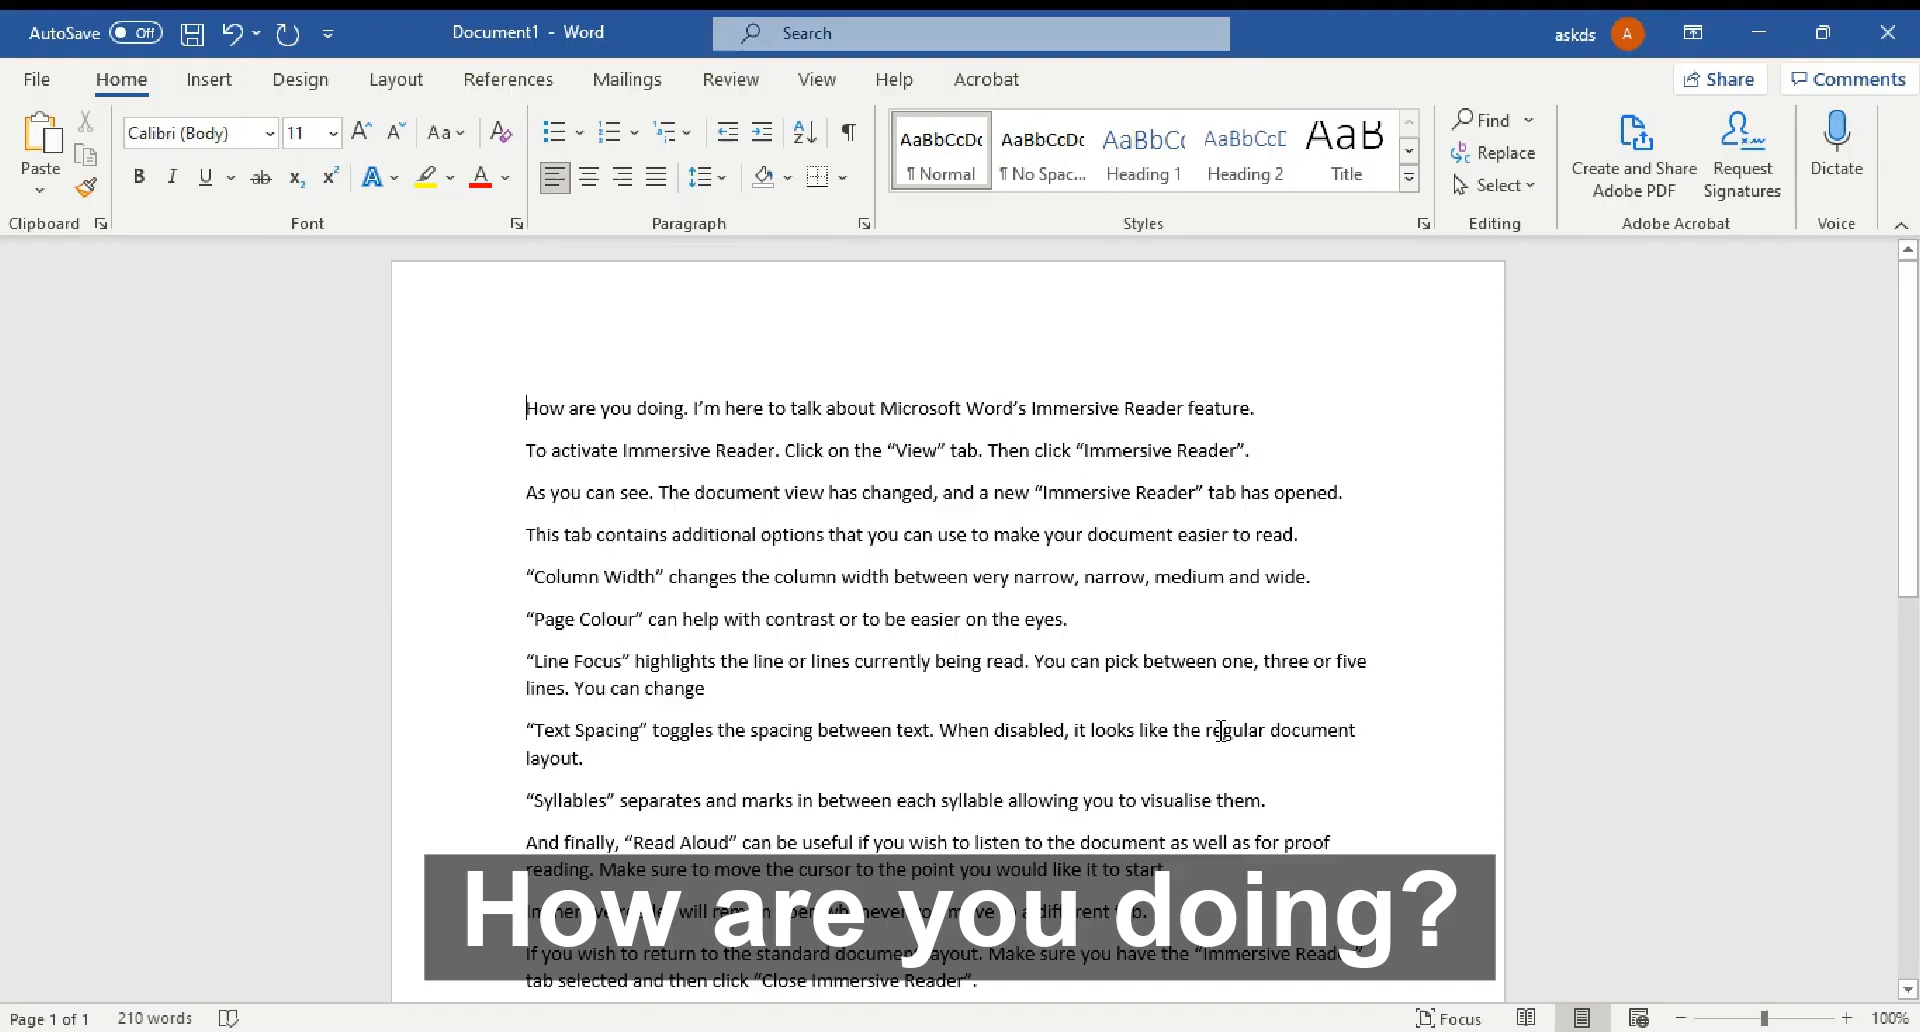 AutoSave Off Document1 - Word Search askds A
File Home Insert Design Layout References Mailings Review View Help Acrobat Share Comments
Paste Calibri (Body) 11 Aa AaBbCcDc AaBbCcDc AaBbCc AaBbCcD AaB Find
¶ Normal ¶ No Spac... Heading 1 Heading 2 Title Replace
Select Create and Share Adobe PDF Request Signatures Dictate
Clipboard Font Paragraph Styles Editing Adobe Acrobat Voice
How are you doing. I’m here to talk about Microsoft Word’s Immersive Reader feature.
To activate Immersive Reader. Click on the “View” tab. Then click “Immersive Reader”.
As you can see. The document view has changed, and a new “Immersive Reader” tab has opened.
This tab contains additional options that you can use to make your document easier to read.
“Column Width” changes the column width between very narrow, narrow, medium and wide.
“Page Colour” can help with contrast or to be easier on the eyes.
“Line Focus” highlights the line or lines currently being read. You can pick between one, three or five
lines. You can change
“Text Spacing” toggles the spacing between text. When disabled, it looks like the regular document
layout.
“Syllables” separates and marks in between each syllable allowing you to visualise them.
And finally, “Read Aloud” can be useful if you wish to listen to the document as well as for proof
reading. Make sure to move the cursor to the point you would like it to start.
How are you doing?
If you wish to return to the standard document layout. Make sure you have the “Immersive Reader”
tab selected and then click “Close Immersive Reader”.
Page 1 of 1 210 words Focus 100%